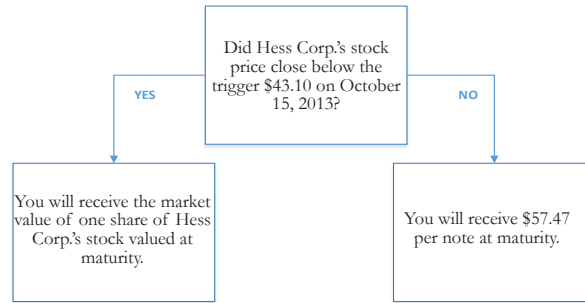 Did Hess Corp.'s stock
price close below the
trigger $43.10 on October
15, 2013?
YES
NO
You will receive the market
value of one share of Hess
Corp.'s stock valued at
maturity.
You will receive $57.47
per note at maturity.